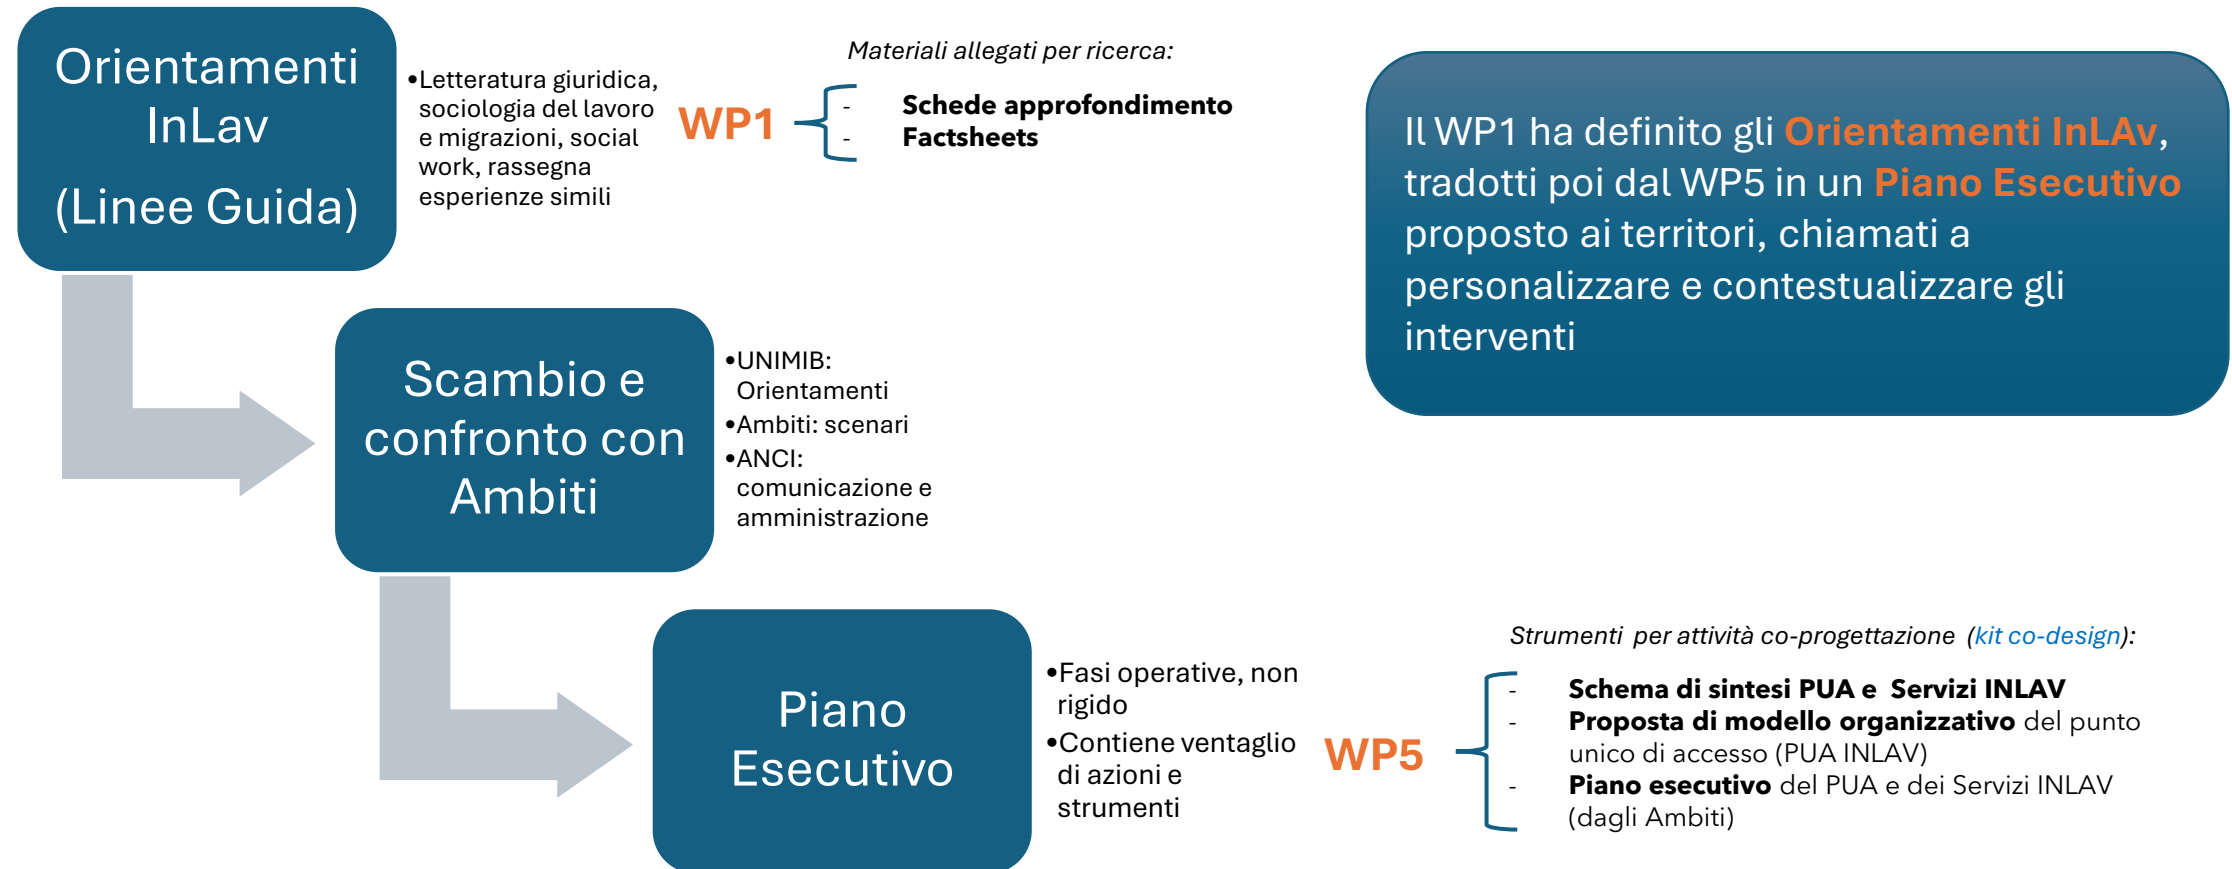 Orientamenti
InLav
(Linee Guida)
•Letteratura giuridica,
sociologia del lavoro
e migrazioni, social
work, rassegna
esperienze simili
WP1
Materiali allegati per ricerca:
- Schede approfondimento
- Factsheets
Il WP1 ha definito gli Orientamenti InLAv,
tradotti poi dal WP5 in un Piano Esecutivo
proposto ai territori, chiamati a
personalizzare e contestualizzare gli
interventi
Scambio e
confronto con
Ambiti
•UNIMIB:
Orientamenti
•Ambiti: scenari
•ANCI:
comunicazione e
amministrazione
Piano
Esecutivo
•Fasi operative, non
rigido
•Contiene ventaglio
di azioni e
strumenti
WP5
Strumenti per attività co-progettazione (kit co-design):
- Schema di sintesi PUA e Servizi INLAV
- Proposta di modello organizzativo del punto
unico di accesso (PUA INLAV)
- Piano esecutivo del PUA e dei Servizi INLAV
(dagli Ambiti)